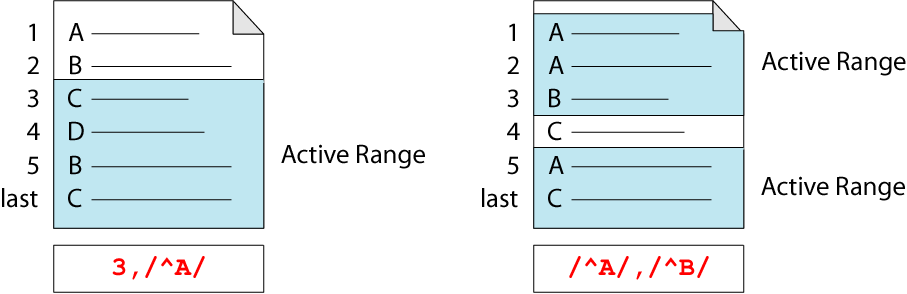 1 A
2 B
3 C
4 D
5 B
last C
Active Range
3,/^A/
1 A
2 A
3 B
4 C
5 A
last C
Active Range
Active Range
/^A/,/^B/